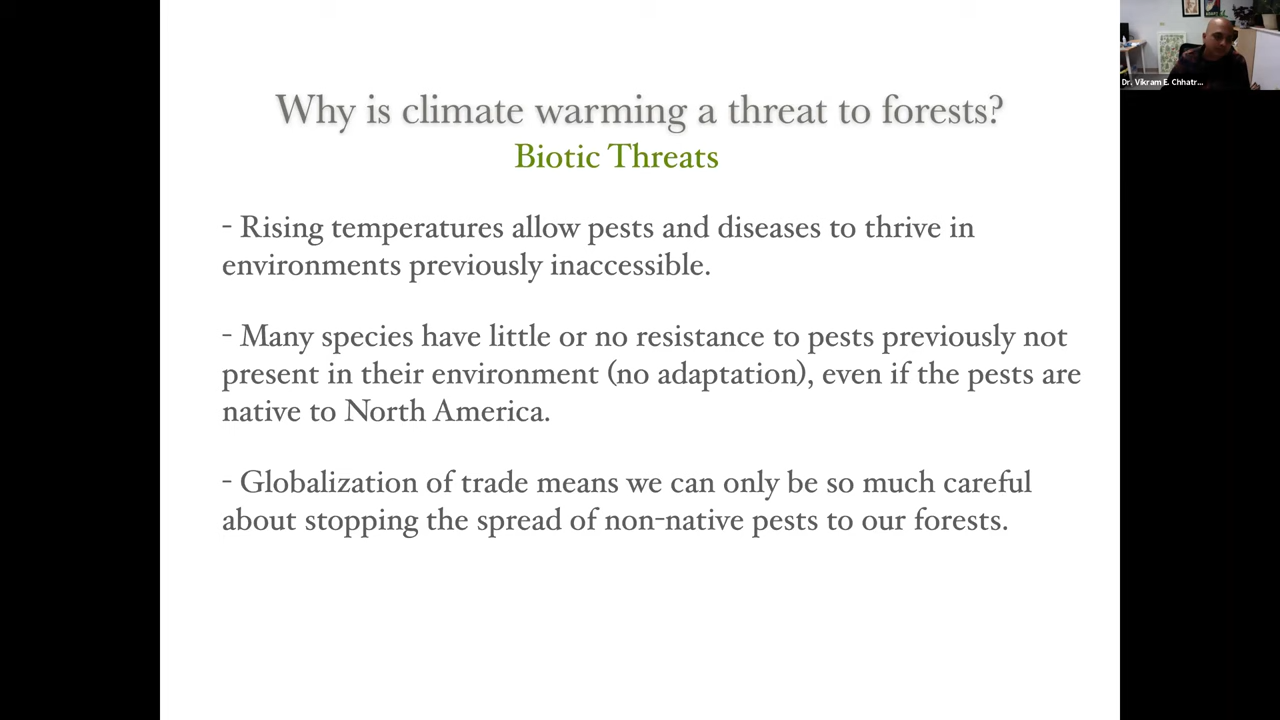 Why is climate warming a threat to forests?
Biotic Threats
- Rising temperatures allow pests and diseases to thrive in
environments previously inaccessible.
- Many species have little or no resistance to pests previously not
present in their environment (no adaptation), even if the pests are
native to North America.
- Globalization of trade means we can only be so much careful
about stopping the spread of non-native pests to our forests.
Dr. Vikram E. Chhatr...